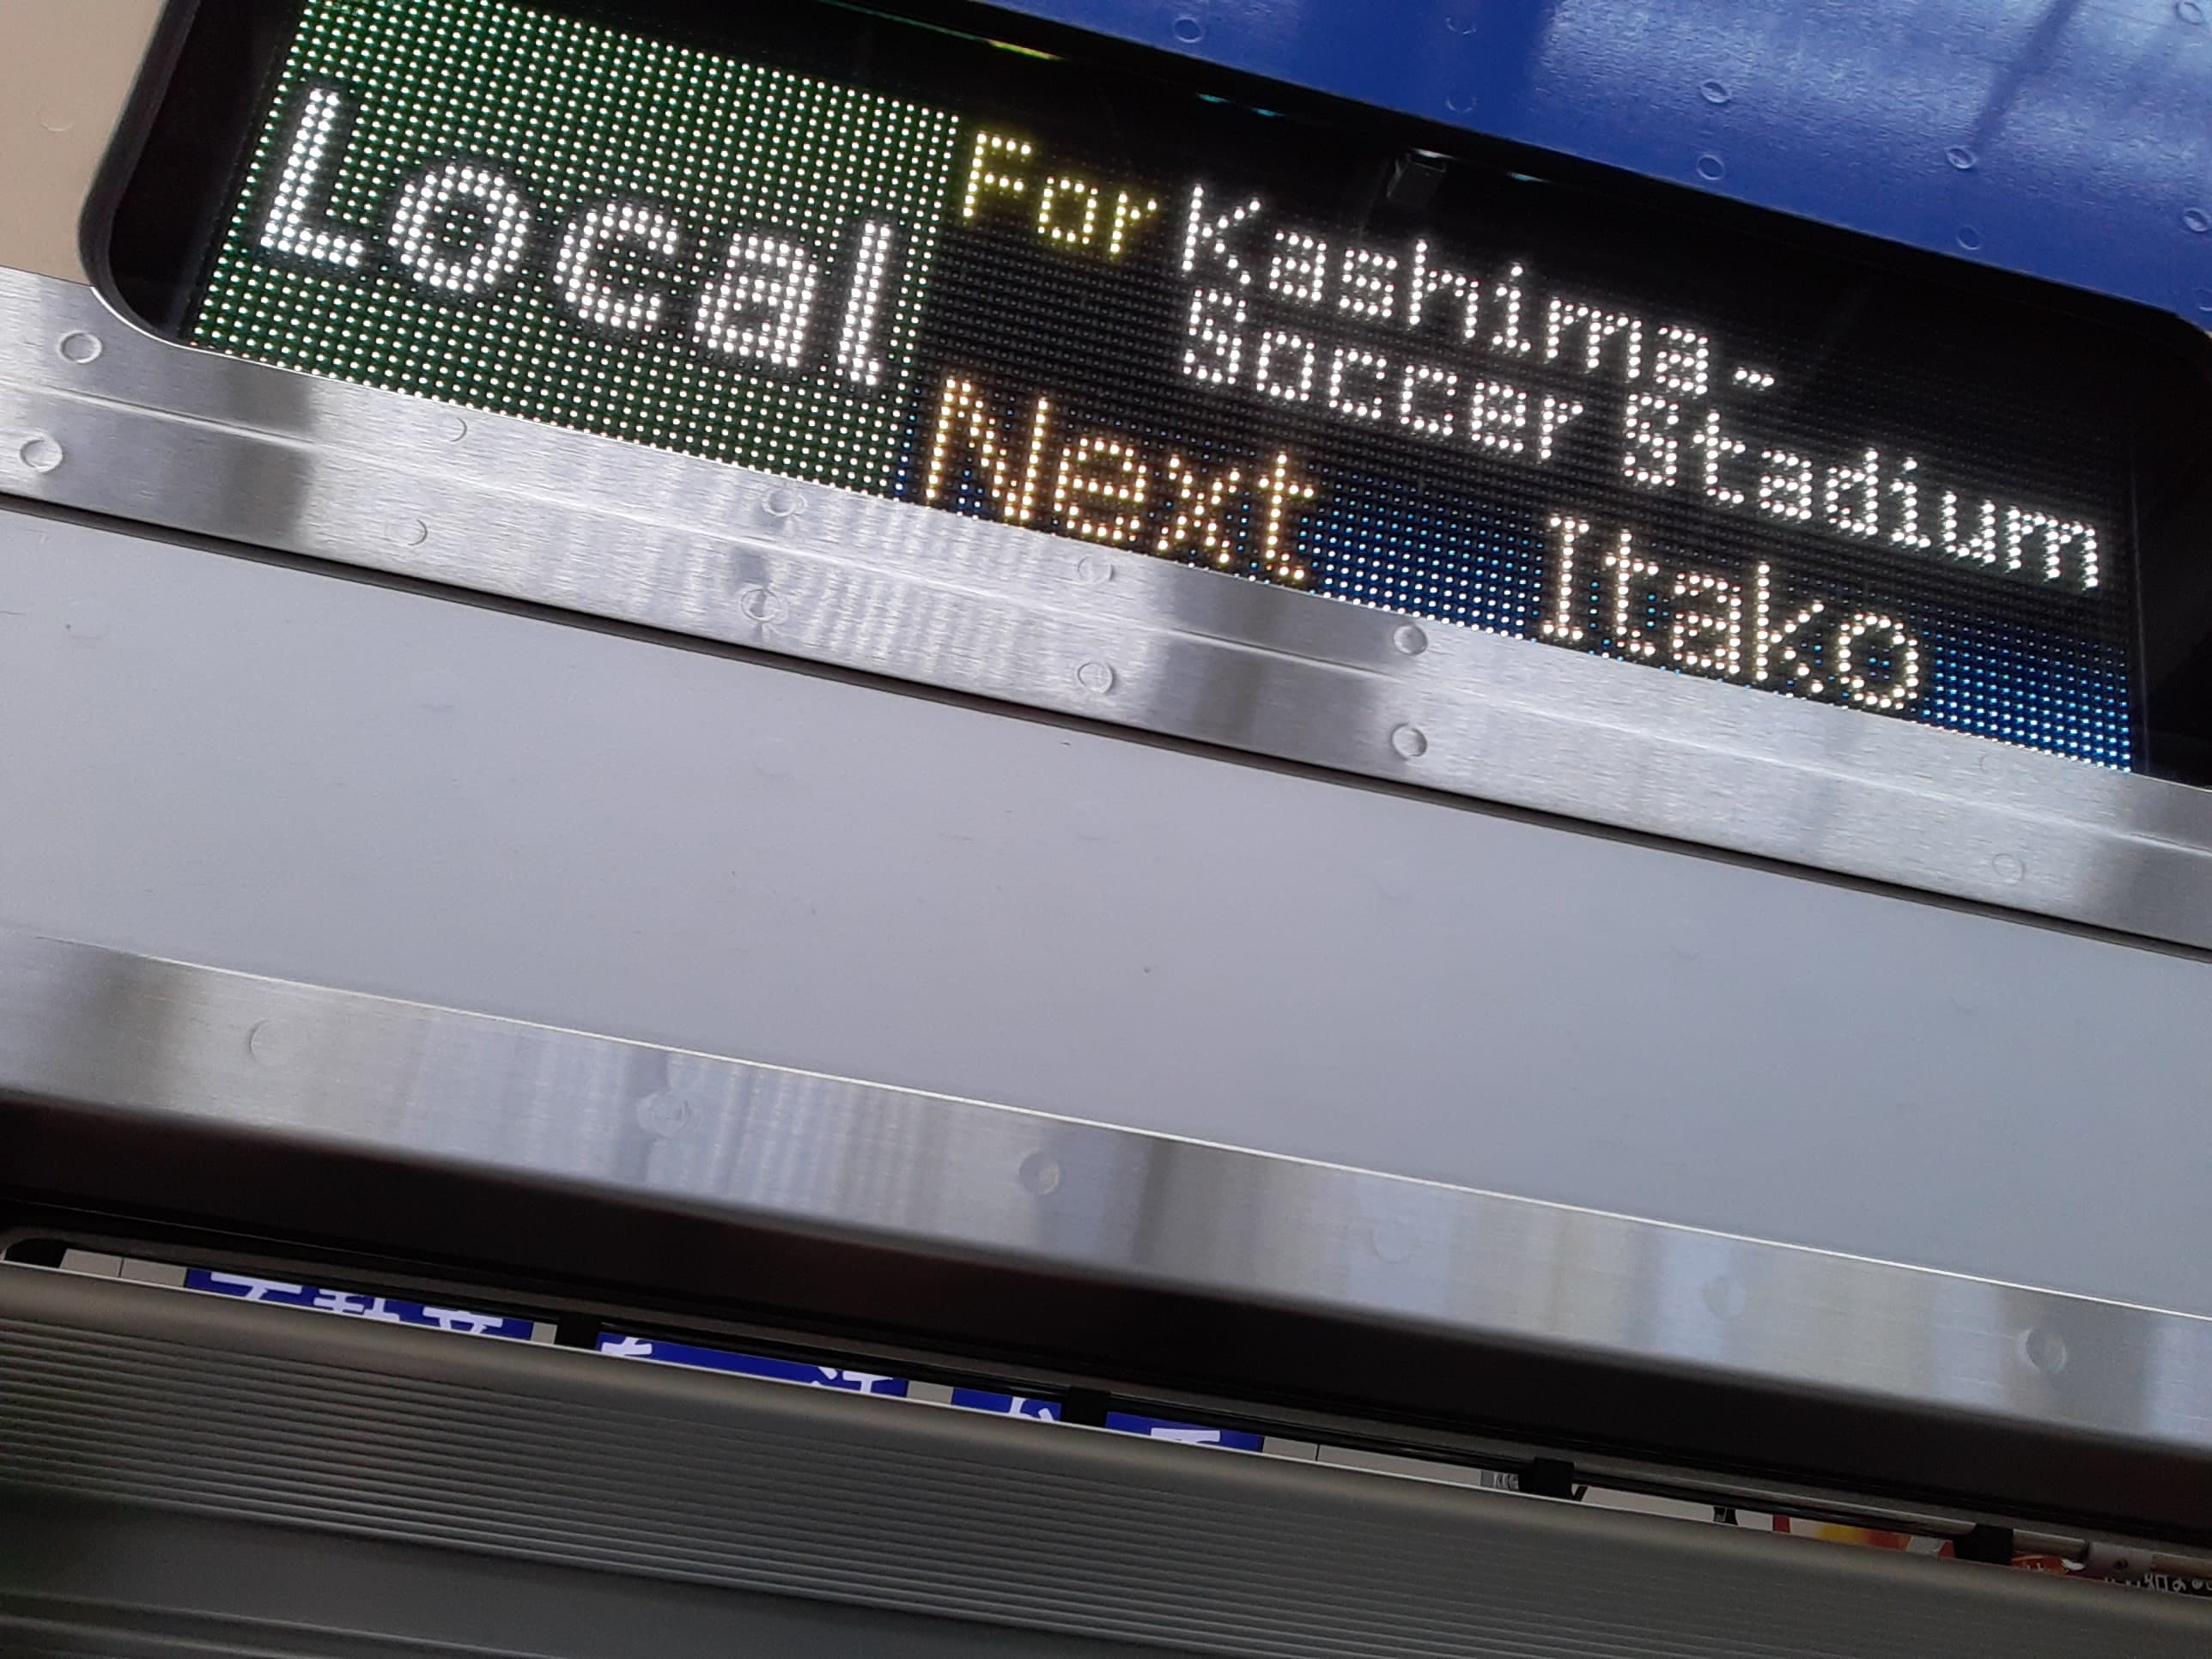 Local
For Kashima-
Soccer Stadium
Next Itako